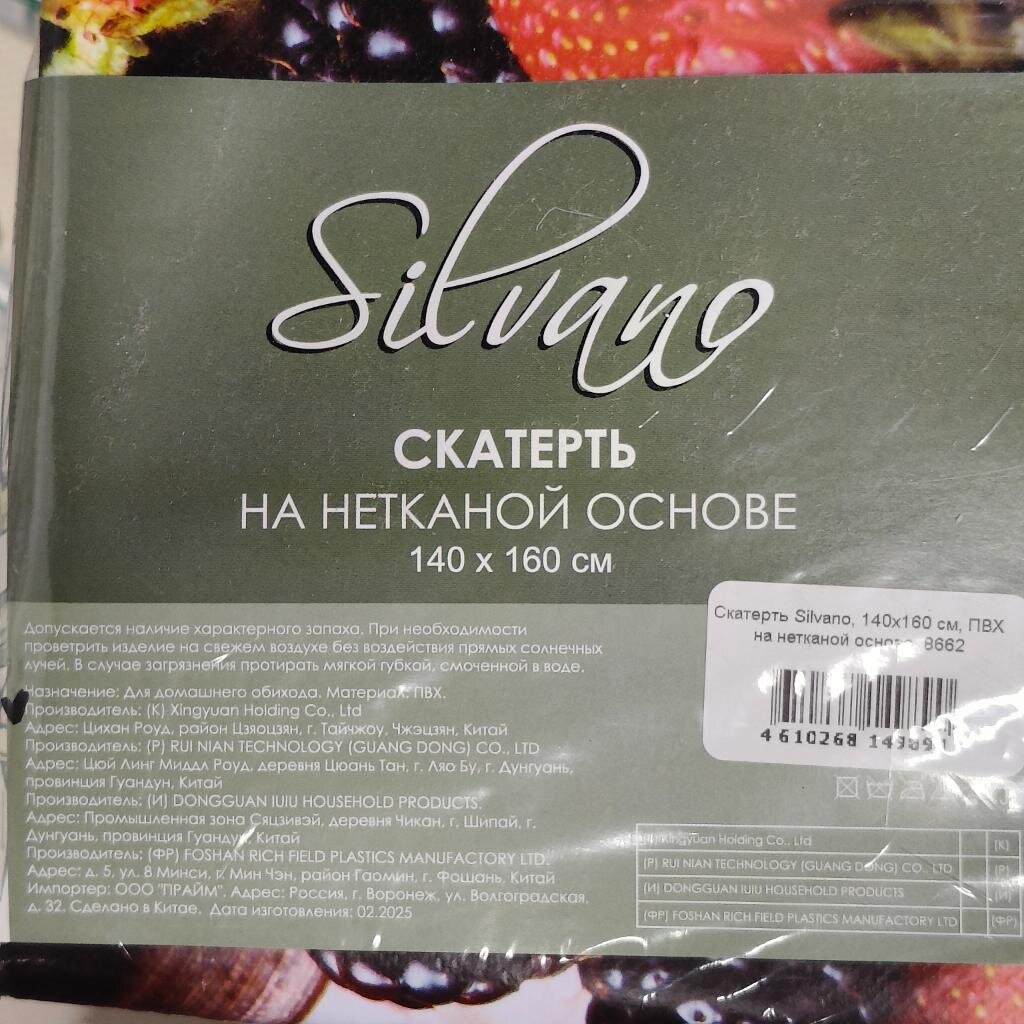 Silvano
СКАТЕРТЬ
НА НЕТКАНОЙ ОСНОВЕ
140 x 160 см
Допускается наличие характерного запаха. При необходимости
проветрить изделие на свежем воздухе без воздействия прямых солнечных
лучей. В случае загрязнения протирать мягкой губкой, смоченной в воде.
Назначение: Для домашнего обихода. Материал: ПВХ.
Производитель: (К) Xingyuan Holding Co., Ltd
Адрес: Цихан Роуд, район Цзяоцзян, г. Тайчжоу, Чжэцзян, Китай
Производитель: (Р) RUI NIAN TECHNOLOGY (GUANG DONG) CO., LTD
Адрес: Цюй Линг Миддл Роуд, деревня Цюань Тан, г. Ляо Бу, г. Дунгуань,
провинция Гуандун, Китай
Производитель: (И) DONGGUAN IUIU HOUSEHOLD PRODUCTS.
Адрес: Промышленная зона Сяцзивэй, деревня Чикан, г. Шипай, г.
Дунгуань, провинция Гуандун, Китай
Производитель: (ФР) FOSHAN RICH FIELD PLASTICS MANUFACTORY LTD.
Адрес: д. 5, ул. 8 Минси, г. Мин Чэн, район Гаомин, г. Фошань, Китай
Импортер: ООО "ПРАЙМ". Адрес: Россия, г. Воронеж, ул. Волгоградская,
д. 32. Сделано в Китае. Дата изготовления: 02.2025
Скатерть Silvano, 140x160 см, ПВХ
на нетканой основе, 8662
4 610268
Xingyuan Holding Co., Ltd (К)
(Р) RUI NIAN TECHNOLOGY (GUANG DONG) CO., LTD (Р)
(И) DONGGUAN IUIU HOUSEHOLD PRODUCTS (И)
(ФР) FOSHAN RICH FIELD PLASTICS MANUFACTORY LTD (ФР)